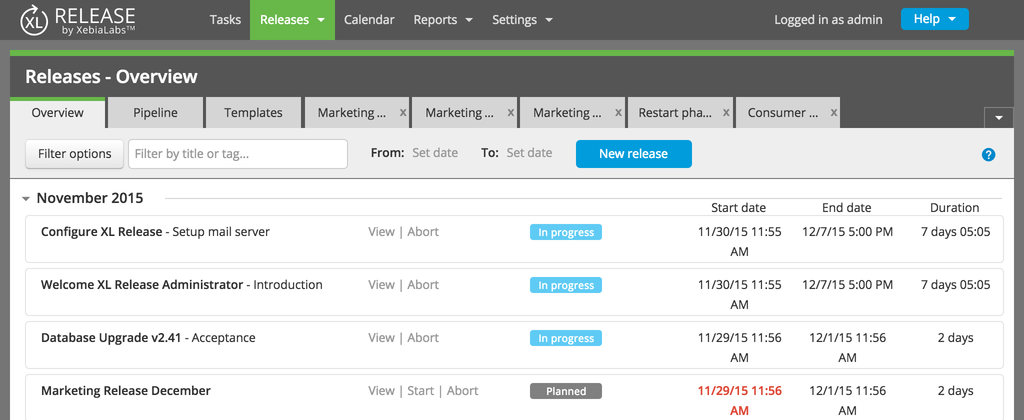 XL RELEASE Tasks Releases Calendar Reports Settings Logged in as admin Help
by XebiaLabs™
Releases - Overview
Overview Pipeline Templates Marketing ... x Marketing ... x Marketing ... x Restart pha... x Consumer ... x
Filter options Filter by title or tag... From: Set date To: Set date New release ?
November 2015
Start date End date Duration
Configure XL Release - Setup mail server View | Abort In progress 11/30/15 11:55 12/7/15 5:00 PM 7 days 05:05
AM
Welcome XL Release Administrator - Introduction View | Abort In progress 11/30/15 11:55 12/7/15 5:00 PM 7 days 05:05
AM
Database Upgrade v2.41 - Acceptance View | Abort In progress 11/29/15 11:56 12/1/15 11:56 2 days
AM AM
Marketing Release December View | Start | Abort Planned 11/29/15 11:56 12/1/15 11:56 2 days
AM AM